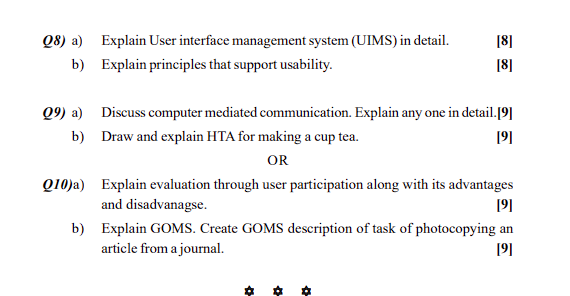 Q8) a) Explain User interface management system (UIMS) in detail. [8]
b) Explain principles that support usability. [8]
Q9) a) Discuss computer mediated communication. Explain any one in detail.[9]
b) Draw and explain HTA for making a cup tea. [9]
OR
Q10)a) Explain evaluation through user participation along with its advantages
and disadvanagse. [9]
b) Explain GOMS. Create GOMS description of task of photocopying an
article from a journal. [9]